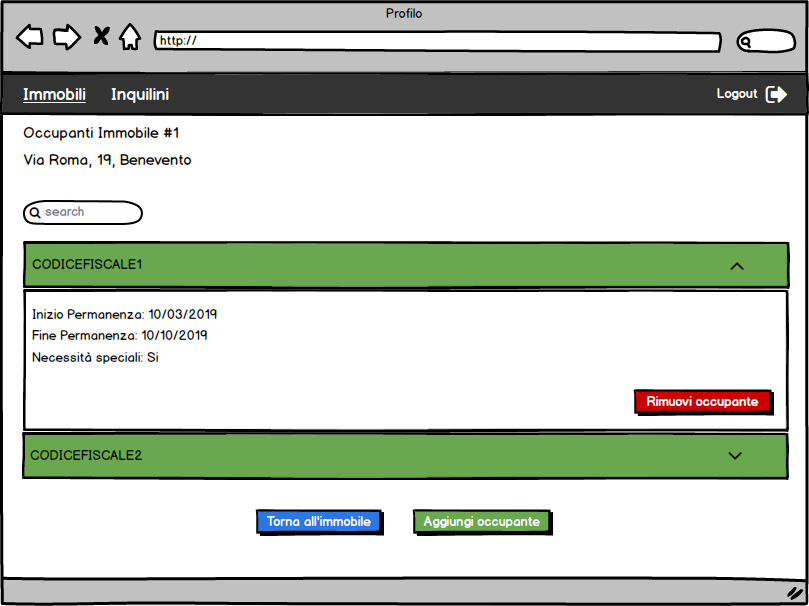 Profilo
http://
Immobili Inquilini Logout
Occupanti Immobile #1
Via Roma, 19, Benevento
search
CODICEFISCALE1
Inizio Permanenza: 10/03/2019
Fine Permanenza: 10/10/2019
Necessità speciali: Si
Rimuovi occupante
CODICEFISCALE2
Torna all'immobile Aggiungi occupante